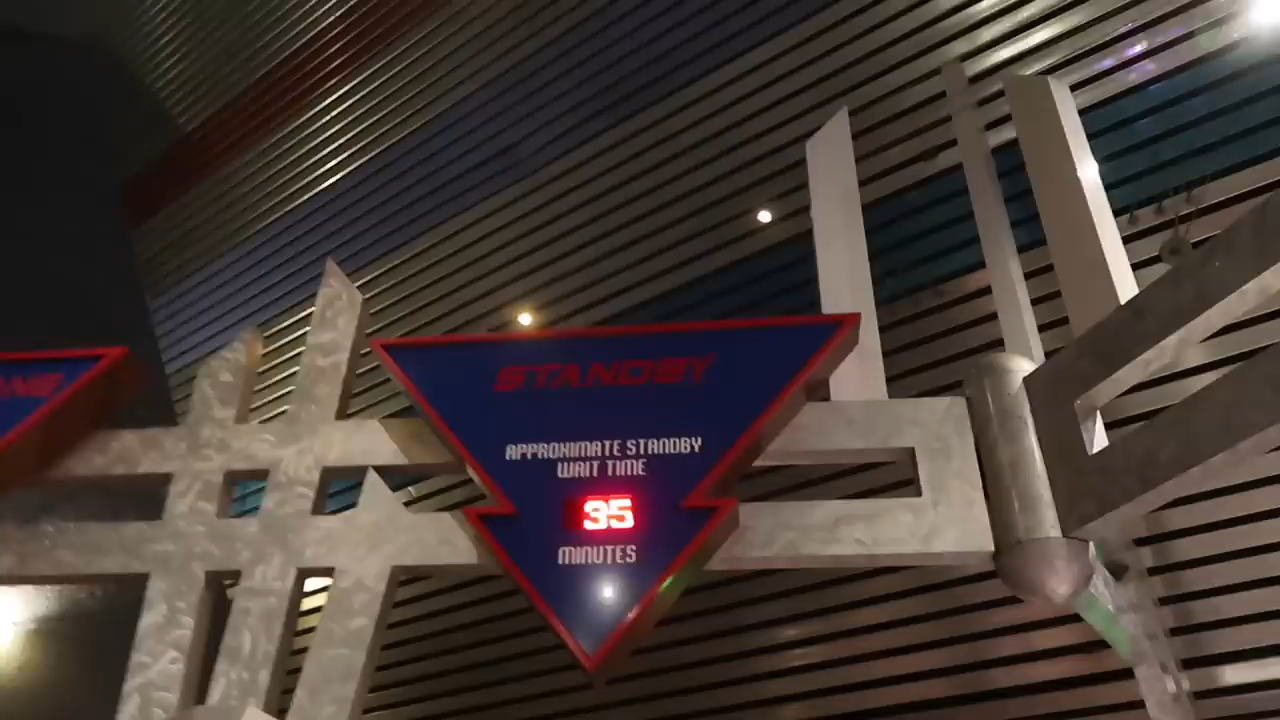 STANDBY
APPROXIMATE STANDBY
WAIT TIME
35
MINUTES